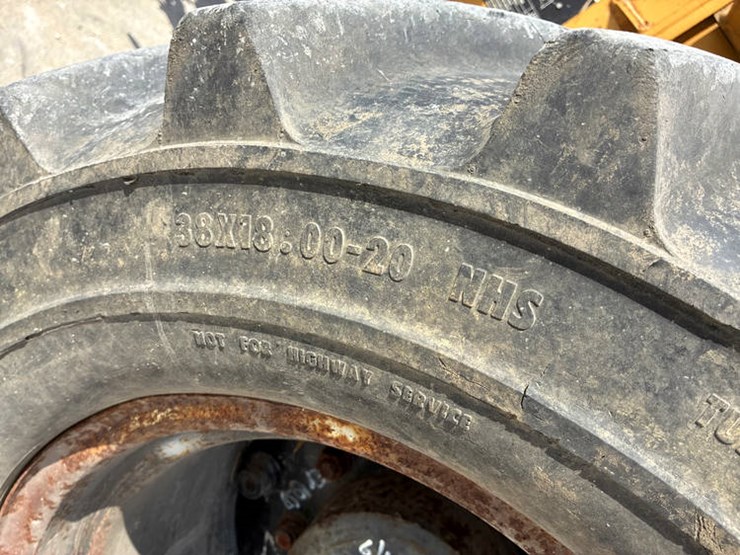 38X18.00-20 NHS
NOT FOR HIGHWAY SERVICE